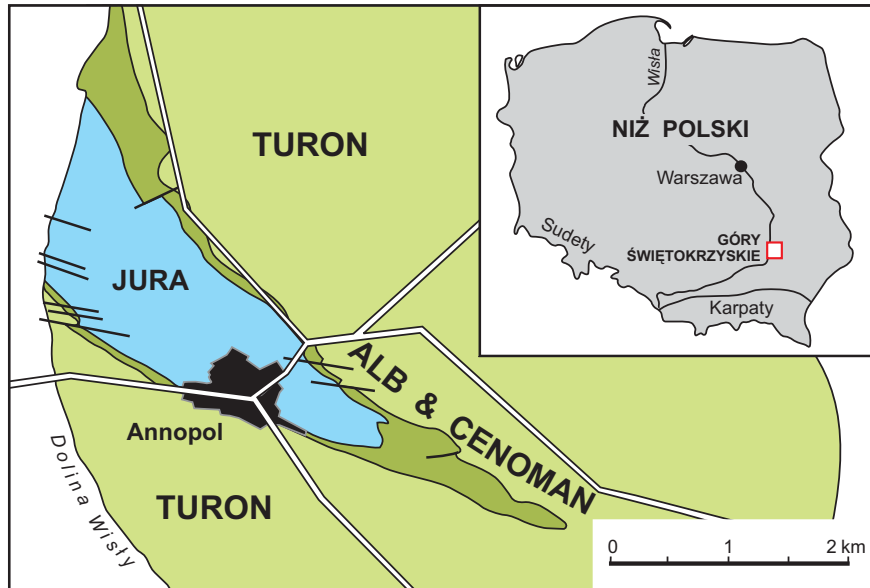 TURON
JURA
ALB & CENOMAN
Annopol
TURON
Dolina Wisły
Wisła
NIŻ POLSKI
Warszawa
Sudety
GÓRY
ŚWIĘTOKRZYSKIE
Karpaty
0 1 2 km